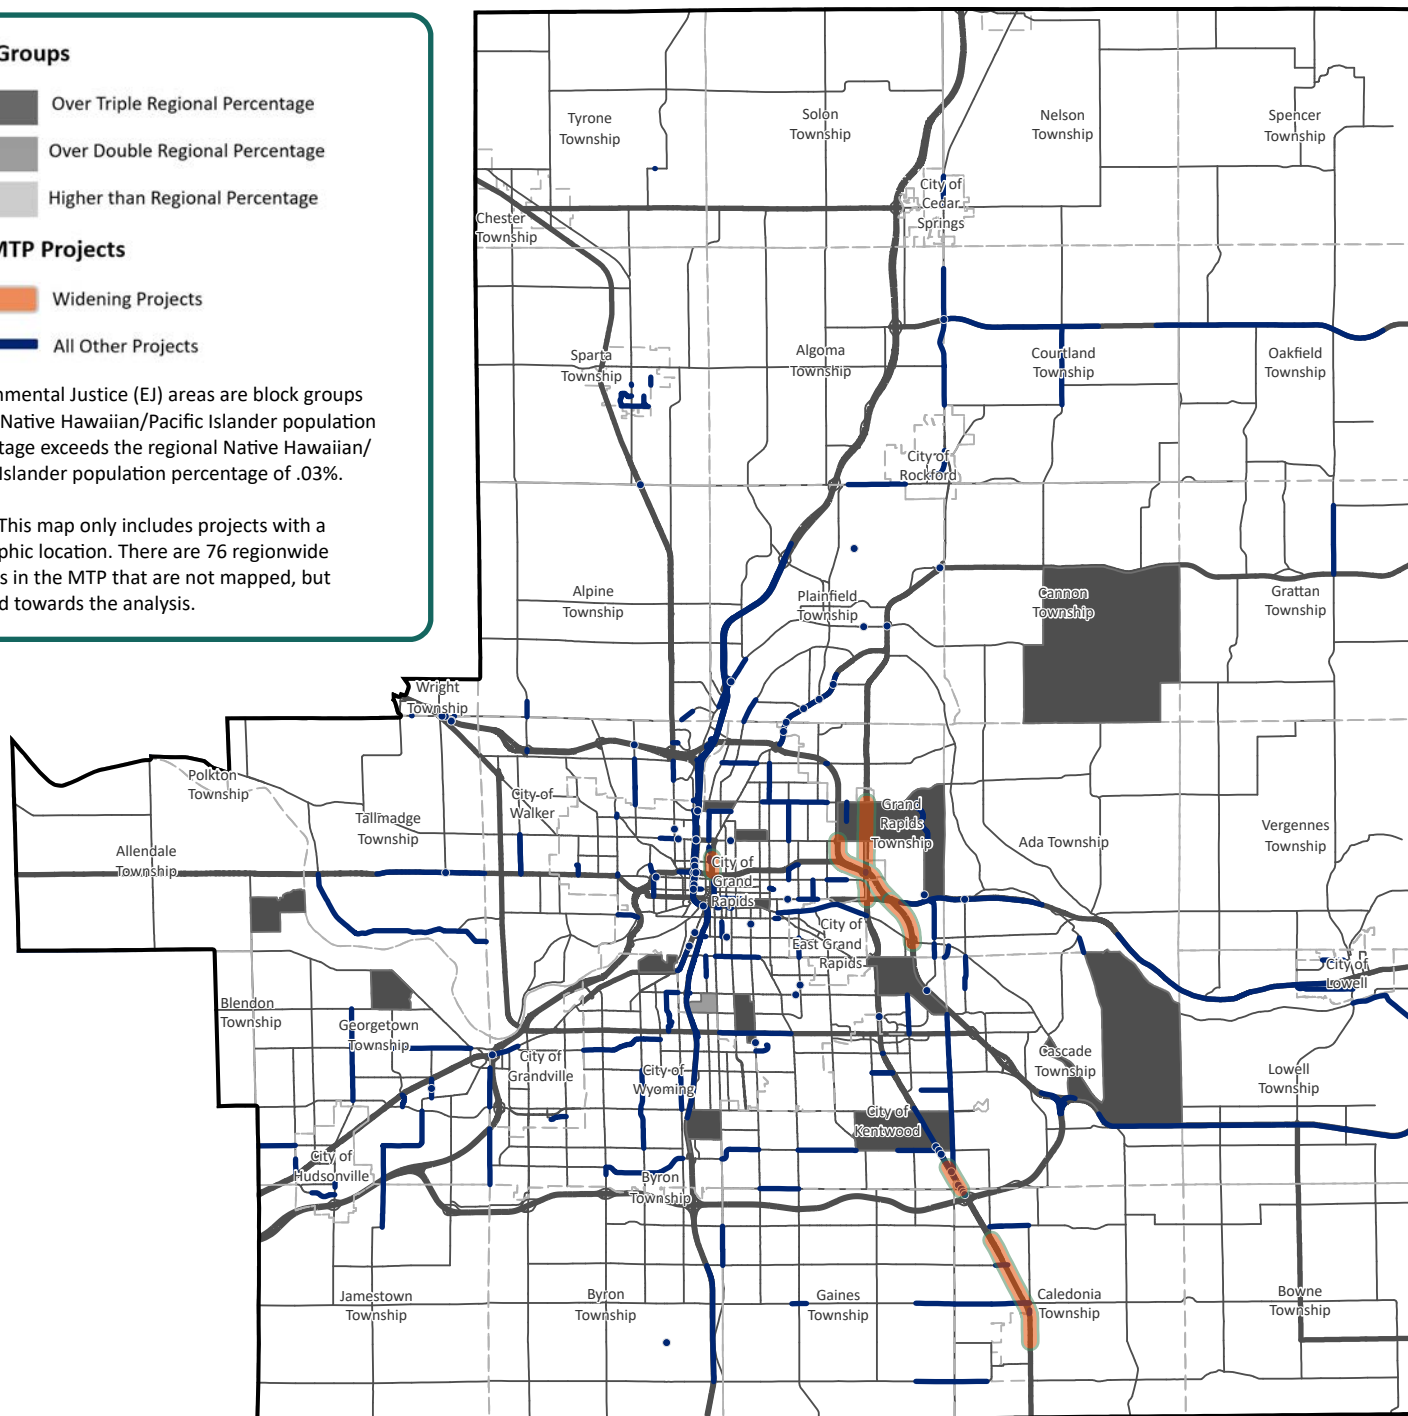 Groups
Over Triple Regional Percentage
Over Double Regional Percentage
Higher than Regional Percentage
MTP Projects
Widening Projects
All Other Projects
nmental Justice (EJ) areas are block groups
Native Hawaiian/Pacific Islander population
tage exceeds the regional Native Hawaiian/
Islander population percentage of .03%.
This map only includes projects with a
phic location. There are 76 regionwide
s in the MTP that are not mapped, but
d towards the analysis.
Tyrone
Township
Solon
Township
Nelson
Township
Spencer
Township
Chester
Township
City of
Cedar
Springs
Sparta
Township
Algoma
Township
Courtland
Township
Oakfield
Township
City of
Rockford
Alpine
Township
Plainfield
Township
Cannon
Township
Grattan
Township
Wright
Township
Polkton
Township
Tallmadge
Township
City of
Walker
Grand
Rapids
Township
Ada Township
Vergennes
Township
Allendale
Township
City of
Grand
Rapids
City of
East Grand
Rapids
City of
Lowell
Blendon
Township
Georgetown
Township
City of
Grandville
City of
Wyoming
Cascade
Township
Lowell
Township
City of
Kentwood
City of
Hudsonville
Byron
Township
Jamestown
Township
Byron
Township
Gaines
Township
Caledonia
Township
Bowne
Township